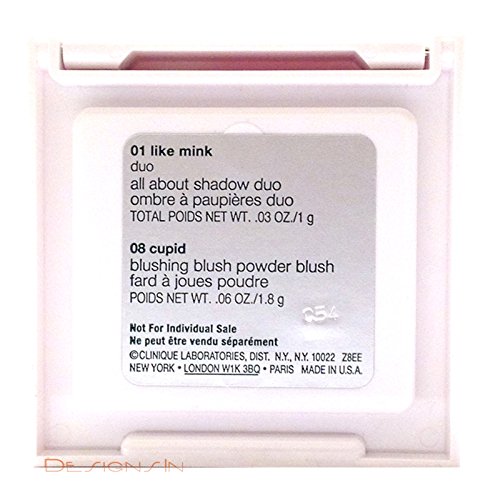 01 like mink
duo
all about shadow duo
ombre à paupières duo
TOTAL POIDS NET WT. .03 OZ./1 g
08 cupid
blushing blush powder blush
fard à joues poudre
POIDS NET WT. .06 OZ./1.8 g
054
Not For Individual Sale
Ne peut être vendu séparément
©CLINIQUE LABORATORIES, DIST. N.Y., N.Y. 10022 Z8EE
NEW YORK • LONDON W1K 3BQ • PARIS MADE IN U.S.A.
DESIGNSIN